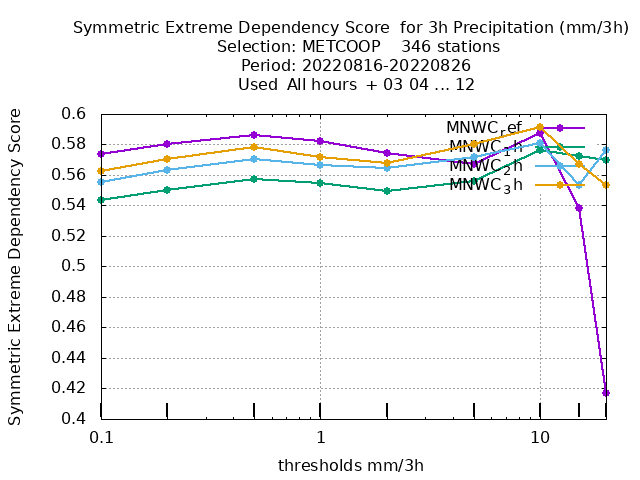 Symmetric Extreme Dependency Score  for 3h Precipitation (mm/3h)
Selection: METCOOP    346 stations
Period: 20220816-20220826
Used  All hours  + 03 04 ... 12
Symmetric Extreme Dependency Score
0.6
0.58
0.56
0.54
0.52
0.5
0.48
0.46
0.44
0.42
0.4
MNWC_ref
MNWC_1h
MNWC_2h
MNWC_3h
0.1
1
10
thresholds mm/3h